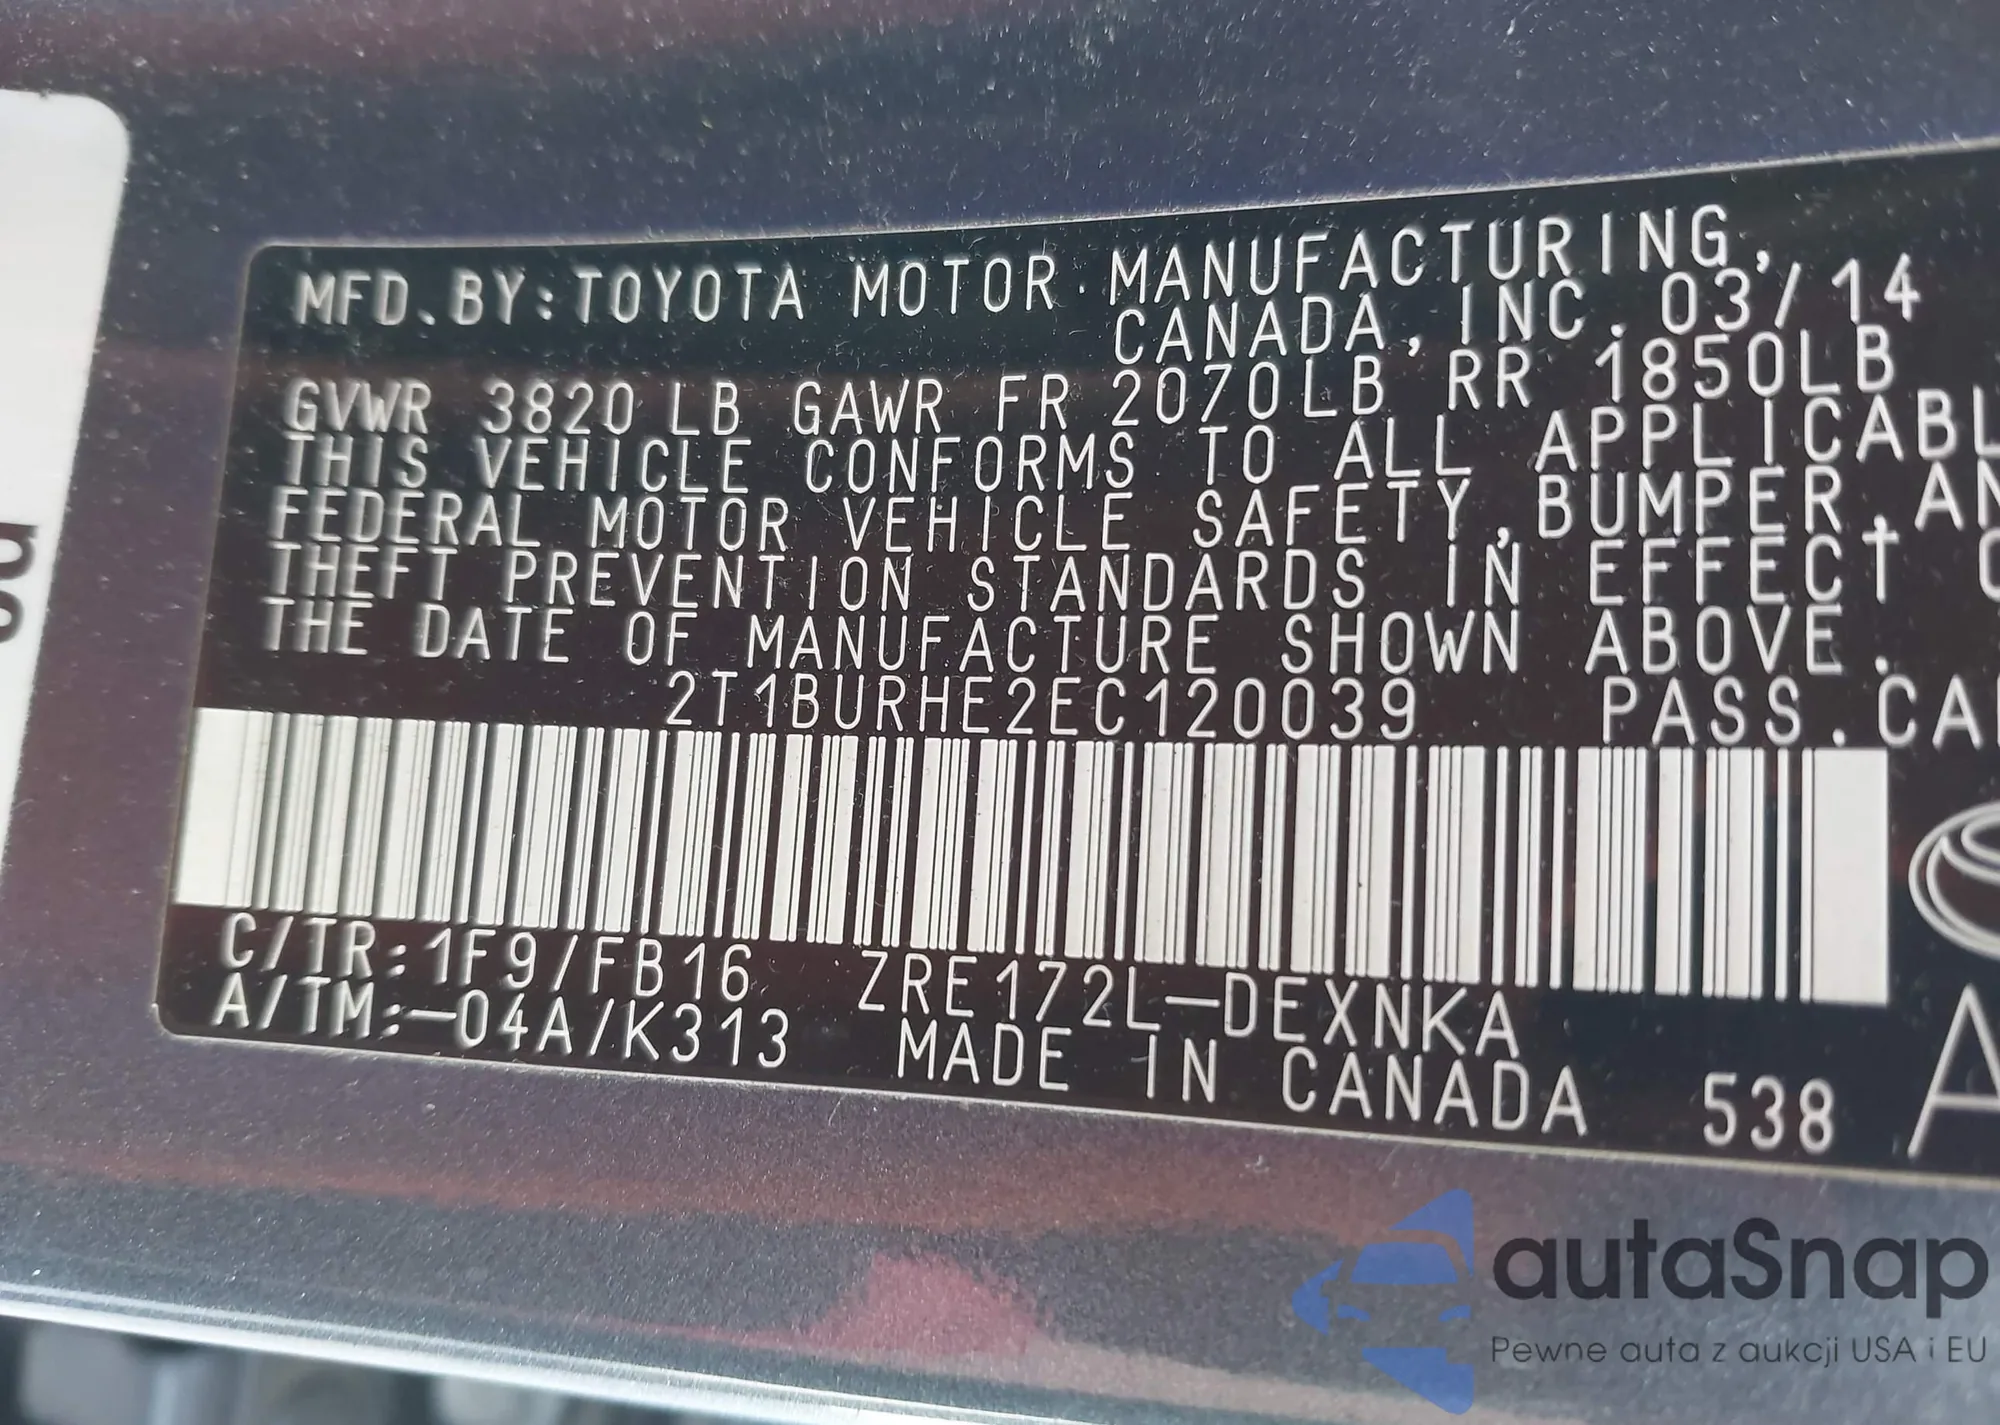 MFD.BY:TOYOTA MOTOR MANUFACTURING,
CANADA, INC. 03/14
GVWR 3820 LB GAWR FR 2070LB RR 1850LB
THIS VEHICLE CONFORMS TO ALL APPLICABL
FEDERAL MOTOR VEHICLE SAFETY,BUMPER,AN
THEFT PREVENTION STANDARDS IN EFFECT O
THE DATE OF MANUFACTURE SHOWN ABOVE.
2T1BURHE2EC120039 PASS.CA
C/TR:1F9/FB16 ZRE172L-DEXNKA
A/TM:-04A/K313 MADE IN CANADA 538
A
autaSnap
Pewne auta z aukcji USA i EU